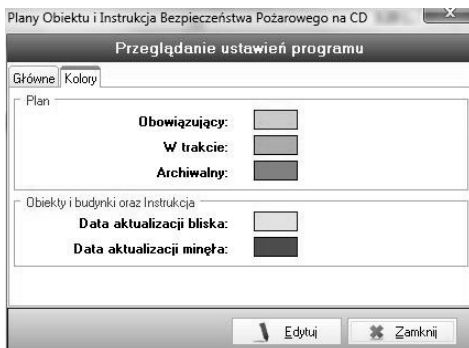 Plany Obiektu i Instrukcja Bezpieczeństwa Pożarowego na CD
Przeglądanie ustawień programu
Główne Kolory
Plan
Obowiązujący:
W trakcie:
Archiwalny:
Obiekty i budynki oraz Instrukcja
Data aktualizacji bliska:
Data aktualizacji minęła:
Edytuj Zamknij